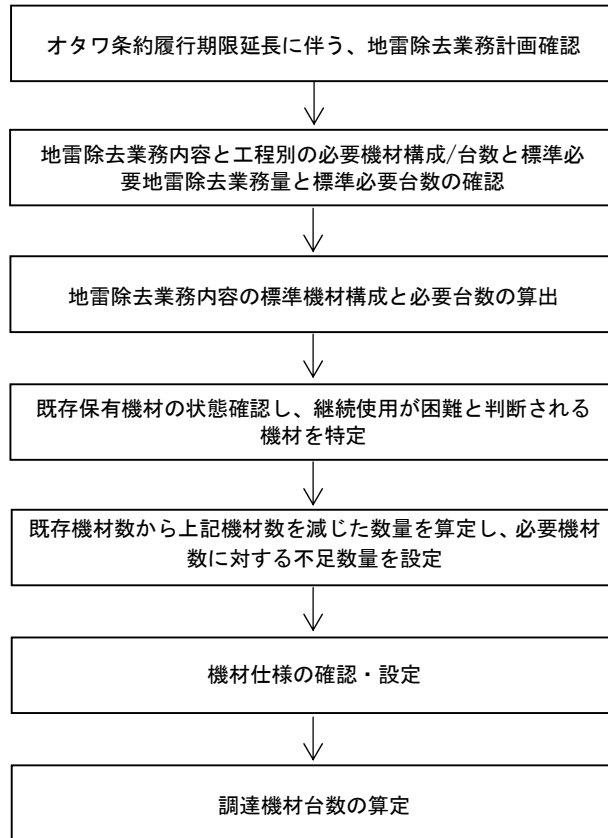 オタワ条約履行期限延長に伴う、地雷除去業務計画確認
地雷除去業務内容と工程別の必要機材構成/台数と標準必
要地雷除去業務量と標準必要台数の確認
地雷除去業務内容の標準機材構成と必要台数の算出
既存保有機材の状態確認し、継続使用が困難と判断される
機材を特定
既存機材数から上記機材数を減じた数量を算定し、必要機材
数に対する不足数量を設定
機材仕様の確認・設定
調達機材台数の算定